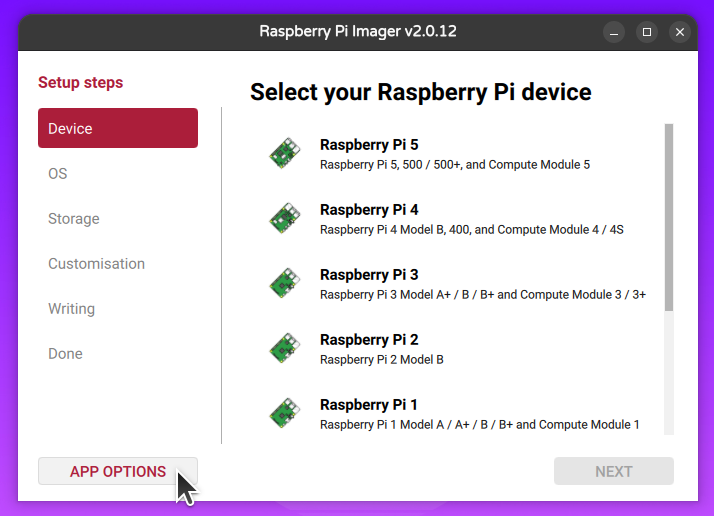 Raspberry Pi Imager v2.0.12
Setup steps
Device
OS
Storage
Customisation
Writing
Done
APP OPTIONS
Select your Raspberry Pi device
Raspberry Pi 5
Raspberry Pi 5, 500 / 500+, and Compute Module 5
Raspberry Pi 4
Raspberry Pi 4 Model B, 400, and Compute Module 4 / 4S
Raspberry Pi 3
Raspberry Pi 3 Model A+ / B / B+ and Compute Module 3 / 3+
Raspberry Pi 2
Raspberry Pi 2 Model B
Raspberry Pi 1
Raspberry Pi 1 Model A / A+ / B / B+ and Compute Module 1
NEXT